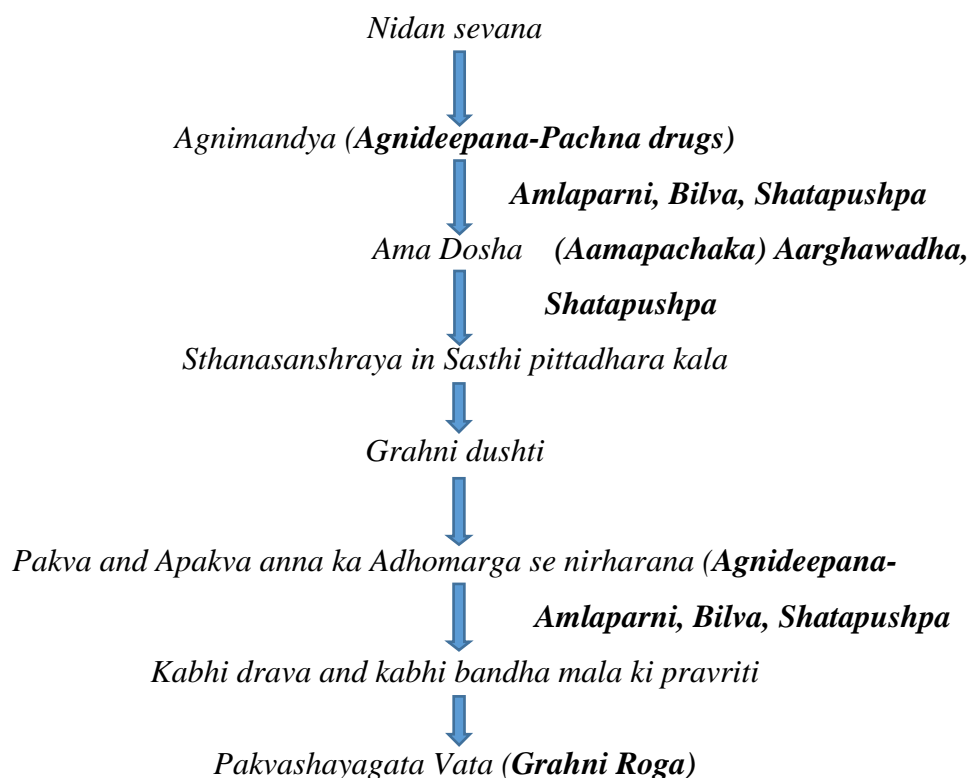 Nidan sevana
Agnimandya (Agnideepana-Pachna drugs)
Amlaparni, Bilva, Shatapushpa
Ama Dosha (Aamapachaka) Aarghawadha,
Shatapushpa
Sthanasanshraya in Sasthi pittadhara kala
Grahni dushti
Pakva and Apakva anna ka Adhomarga se nirharana (Agnideepana-
Amlaparni, Bilva, Shatapushpa
Kabhi drava and kabhi bandha mala ki pravriti
Pakvashayagata Vata (Grahni Roga)